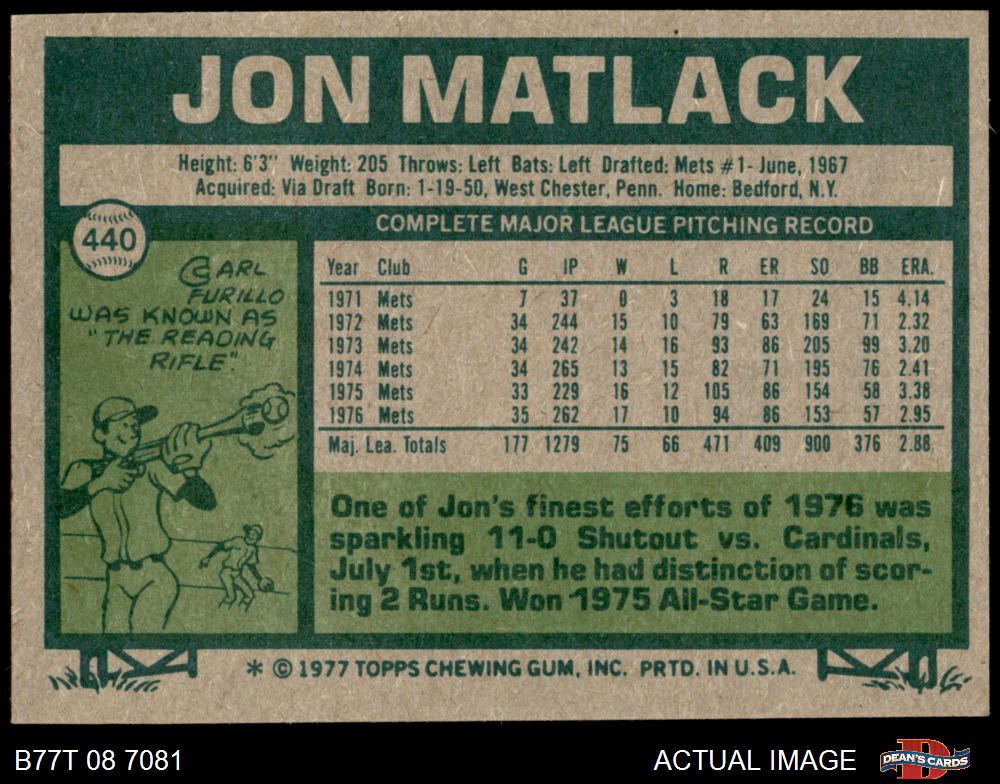 JON MATLACK
Height: 6'3" Weight: 205 Throws: Left Bats: Left Drafted: Mets #1- June, 1967
Acquired: Via Draft Born: 1-19-50, West Chester, Penn. Home: Bedford, N.Y.
440
CARL
FURILLO
WAS KNOWN AS
"THE READING
RIFLE".
COMPLETE MAJOR LEAGUE PITCHING RECORD
Year Club G IP W L R ER SO BB ERA.
1971 Mets 7 37 0 3 18 17 24 15 4.14
1972 Mets 34 244 15 10 79 63 169 71 2.32
1973 Mets 34 242 14 16 93 86 205 99 3.20
1974 Mets 34 265 13 15 82 71 195 76 2.41
1975 Mets 33 229 16 12 105 86 154 58 3.38
1976 Mets 35 262 17 10 94 86 153 57 2.95
Maj. Lea. Totals 177 1279 75 66 471 409 900 376 2.88
One of Jon's finest efforts of 1976 was
sparkling 11-0 Shutout vs. Cardinals,
July 1st, when he had distinction of scor-
ing 2 Runs. Won 1975 All-Star Game.
* © 1977 TOPPS CHEWING GUM, INC. PRTD. IN U.S.A.
B77T 08 7081
ACTUAL IMAGE
D
DEAN'S CARDS